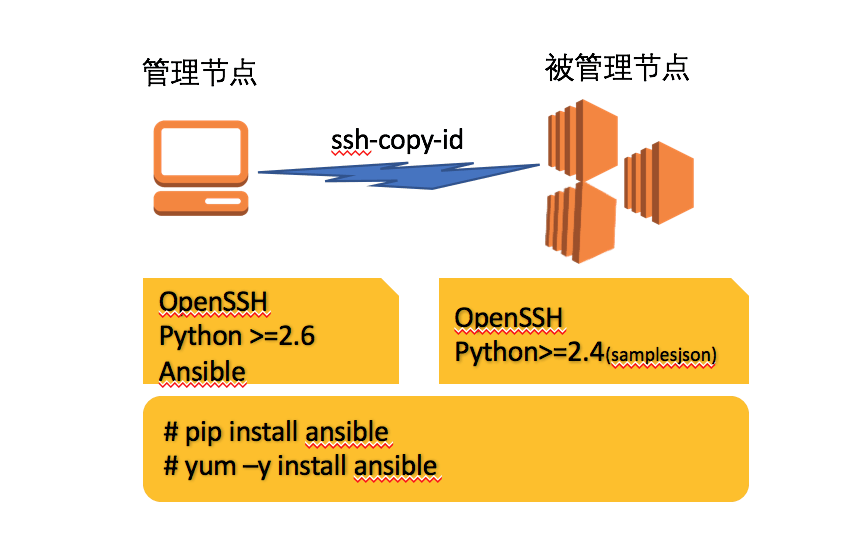 管理节点
被管理节点
ssh-copy-id
OpenSSH
Python >=2.6
Ansible
OpenSSH
Python>=2.4(samplesjson)
# pip install ansible
# yum –y install ansible